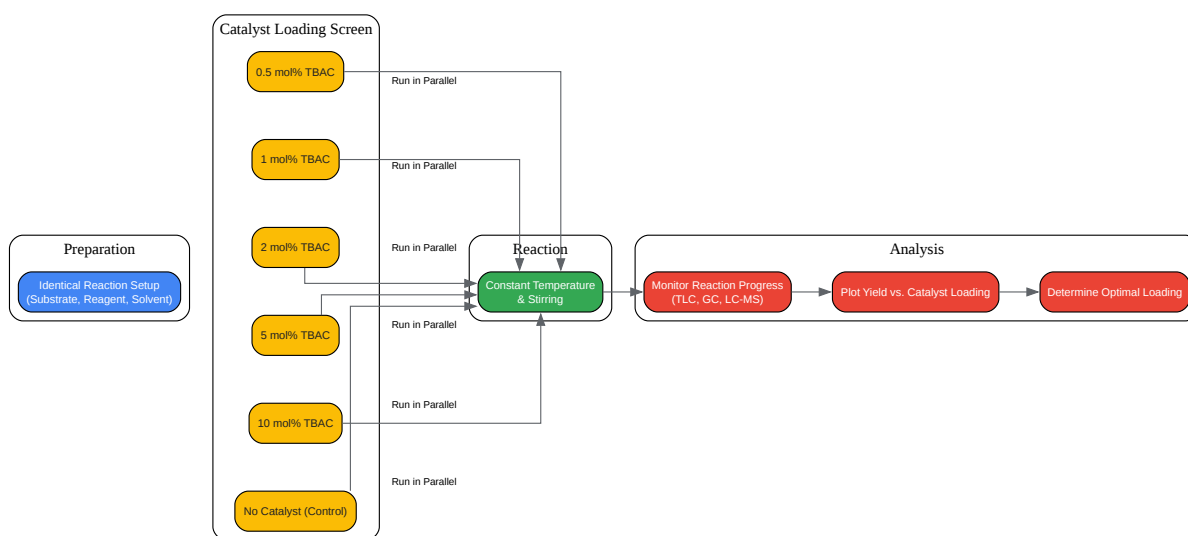 Preparation
Identical Reaction Setup
(Substrate, Reagent, Solvent)
Catalyst Loading Screen
0.5 mol% TBAC
1 mol% TBAC
2 mol% TBAC
5 mol% TBAC
10 mol% TBAC
No Catalyst (Control)
Run in Parallel
Run in Parallel
Run in Parallel
Run in Parallel
Run in Parallel
Run in Parallel
Reaction
Constant Temperature
& Stirring
Analysis
Monitor Reaction Progress
(TLC, GC, LC-MS)
Plot Yield vs. Catalyst Loading
Determine Optimal Loading